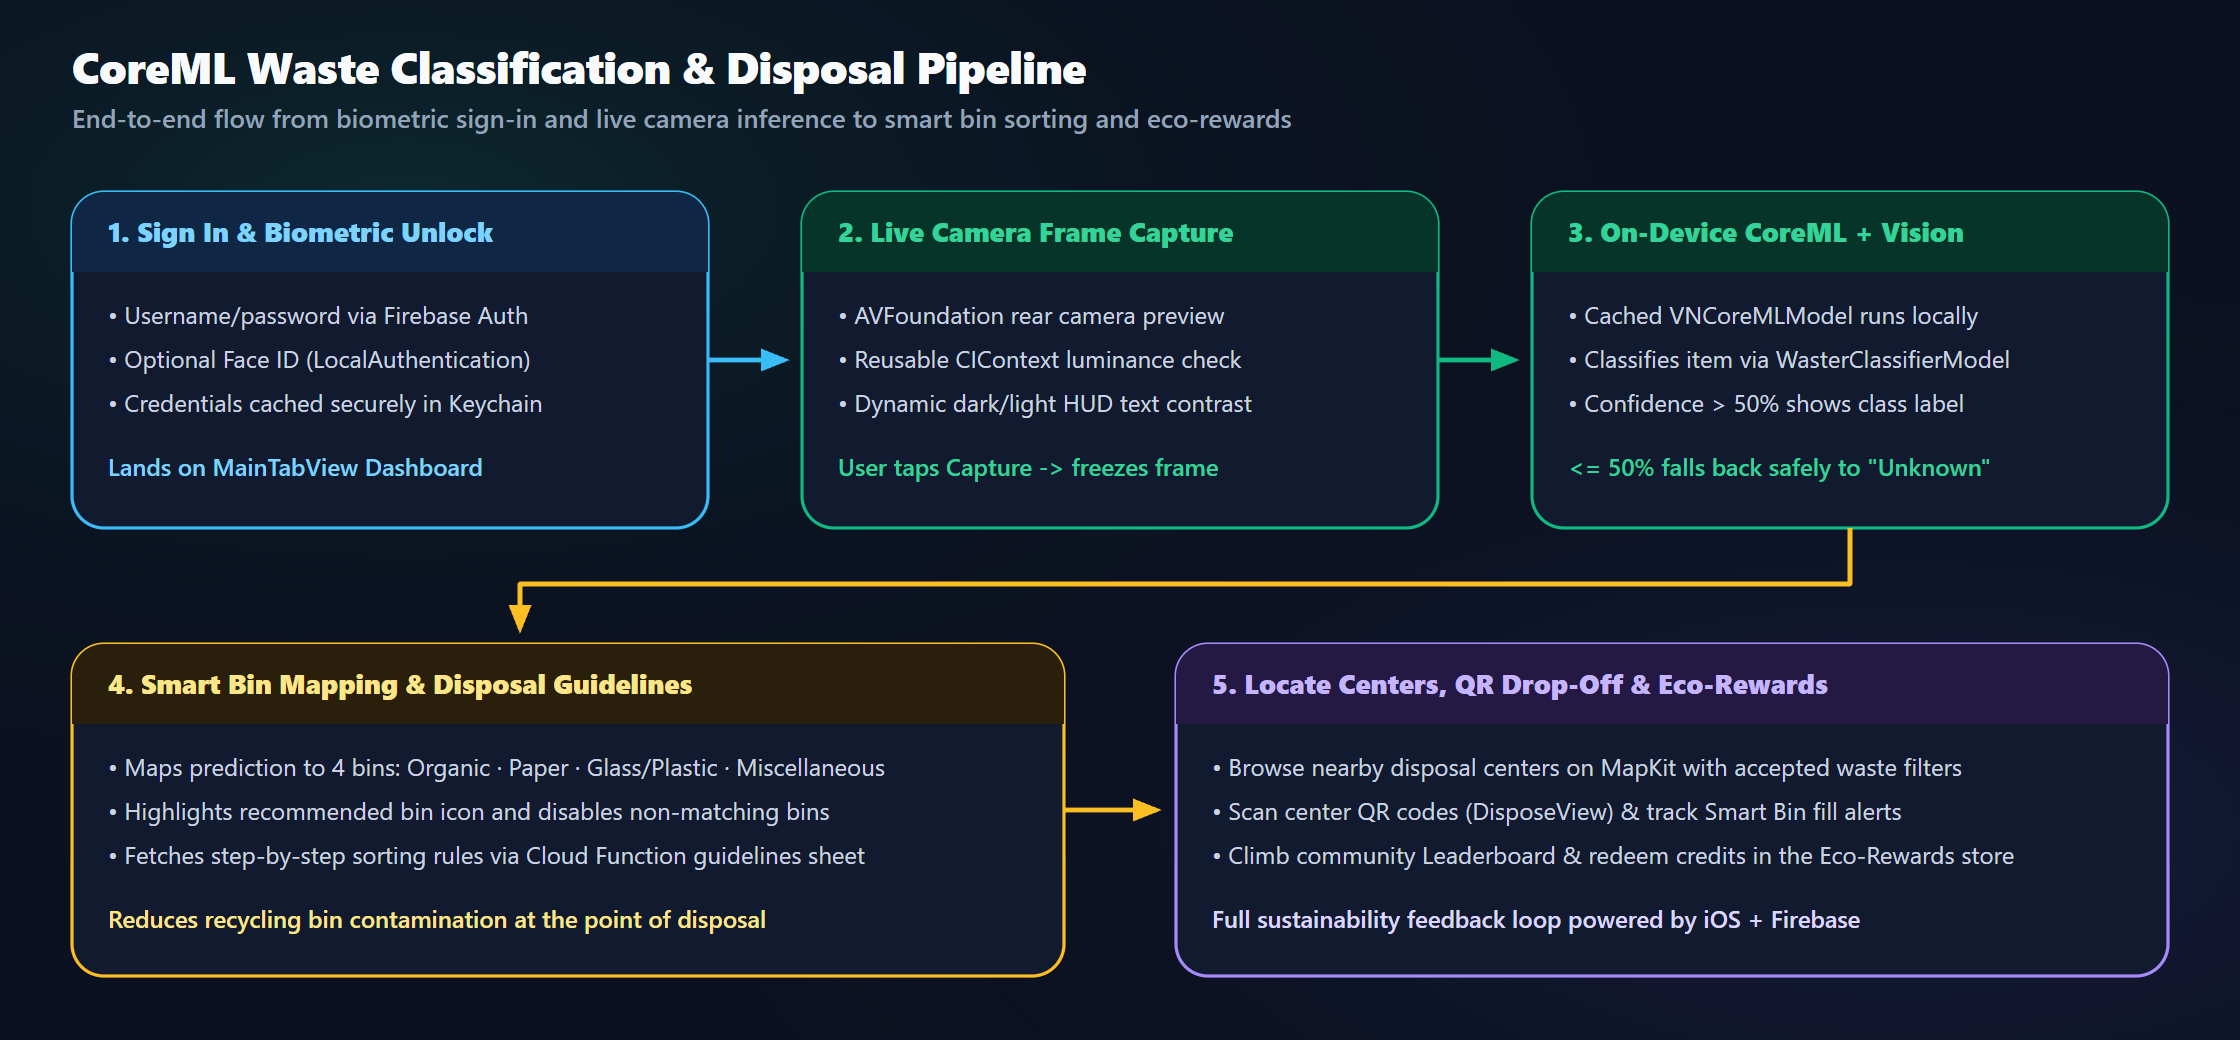 CoreML Waste Classification & Disposal Pipeline
End-to-end flow from biometric sign-in and live camera inference to smart bin sorting and eco-rewards
1. Sign In & Biometric Unlock
• Username/password via Firebase Auth
• Optional Face ID (LocalAuthentication)
• Credentials cached securely in Keychain
Lands on MainTabView Dashboard
2. Live Camera Frame Capture
• AVFoundation rear camera preview
• Reusable CIContext luminance check
• Dynamic dark/light HUD text contrast
User taps Capture -> freezes frame
3. On-Device CoreML + Vision
• Cached VNCoreMLModel runs locally
• Classifies item via WasterClassifierModel
• Confidence > 50% shows class label
<= 50% falls back safely to "Unknown"
4. Smart Bin Mapping & Disposal Guidelines
• Maps prediction to 4 bins: Organic · Paper · Glass/Plastic · Miscellaneous
• Highlights recommended bin icon and disables non-matching bins
• Fetches step-by-step sorting rules via Cloud Function guidelines sheet
Reduces recycling bin contamination at the point of disposal
5. Locate Centers, QR Drop-Off & Eco-Rewards
• Browse nearby disposal centers on MapKit with accepted waste filters
• Scan center QR codes (DisposeView) & track Smart Bin fill alerts
• Climb community Leaderboard & redeem credits in the Eco-Rewards store
Full sustainability feedback loop powered by iOS + Firebase